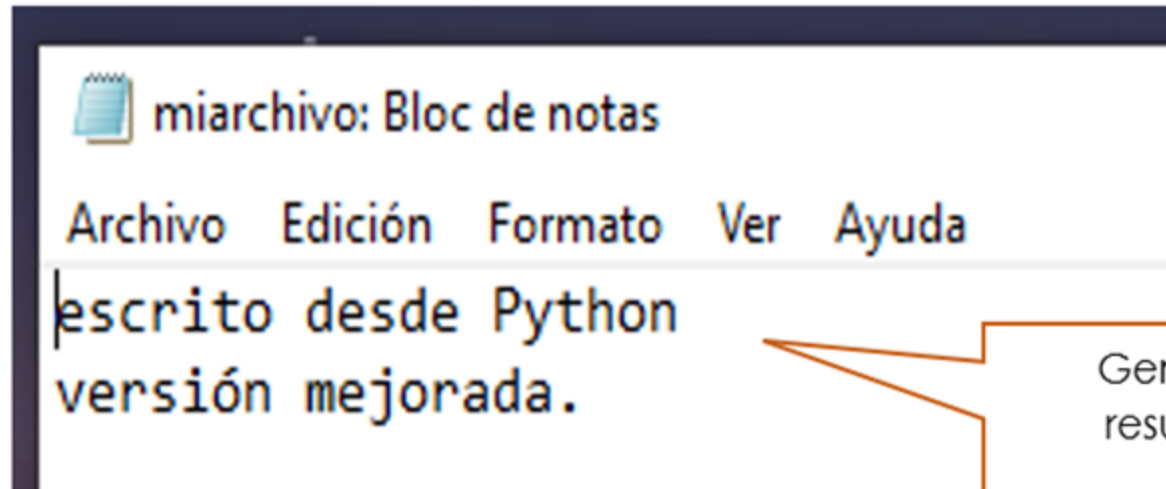 miarchivo: Bloc de notas
Archivo Edición Formato Ver Ayuda
escrito desde Python
versión mejorada.